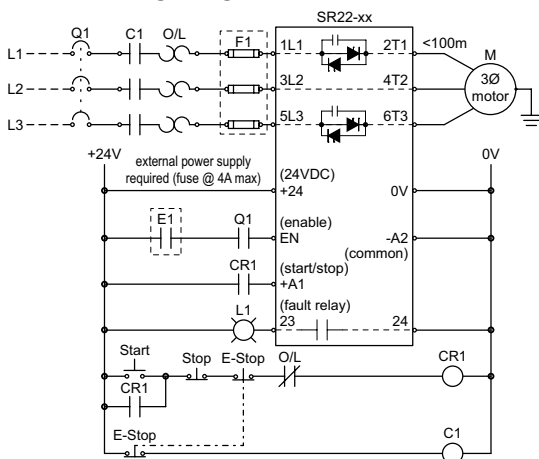 SR22-xx
Q1 C1 O/L F1
L1 1L1 2T1 <100m M
L2 3L2 4T2 3Ø
motor
L3 5L3 6T3
+24V 0V
external power supply
required (fuse @ 4A max)
(24VDC)
+24 0V
E1 Q1 (enable)
EN -A2
(common)
CR1 (start/stop)
+A1
L1 (fault relay)
23 24
Start Stop E-Stop O/L CR1
CR1
E-Stop C1